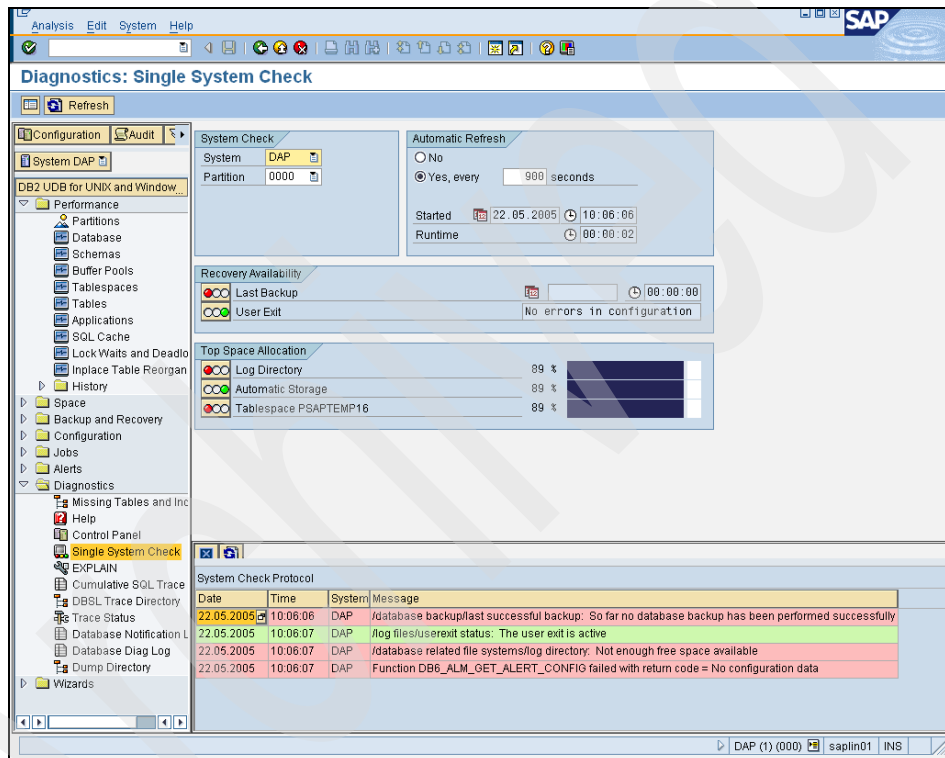 Analysis Edit System Help
SAP
Diagnostics: Single System Check
Refresh
Configuration Audit
System DAP
DB2 UDB for UNIX and Window
Performance
Partitions
Database
Schemas
Buffer Pools
Tablespaces
Tables
Applications
SQL Cache
Lock Waits and Deadlo
Inplace Table Reorgan
History
Space
Backup and Recovery
Configuration
Jobs
Alerts
Diagnostics
Missing Tables and Inc
Help
Control Panel
Single System Check
EXPLAIN
Cumulative SQL Trace
DBSL Trace Directory
Trace Status
Database Notification L
Database Diag Log
Dump Directory
Wizards
System Check
System DAP
Partition 0000
Automatic Refresh
No
Yes, every 900 seconds
Started 22.05.2005 10:06:06
Runtime 00:00:02
Recovery Availability
Last Backup 00:00:00
User Exit No errors in configuration
Top Space Allocation
Log Directory 89 %
Automatic Storage 89 %
Tablespace PSAPTEMP16 89 %
System Check Protocol
Date Time System Message
22.05.2005 10:06:06 DAP /database backup/last successful backup: So far no database backup has been performed successfully
22.05.2005 10:06:07 DAP /log files/userexit status: The user exit is active
22.05.2005 10:06:07 DAP /database related file systems/log directory: Not enough free space available
22.05.2005 10:06:07 DAP Function DB6_ALM_GET_ALERT_CONFIG failed with return code = No configuration data
DAP (1) (000) saplin01 INS